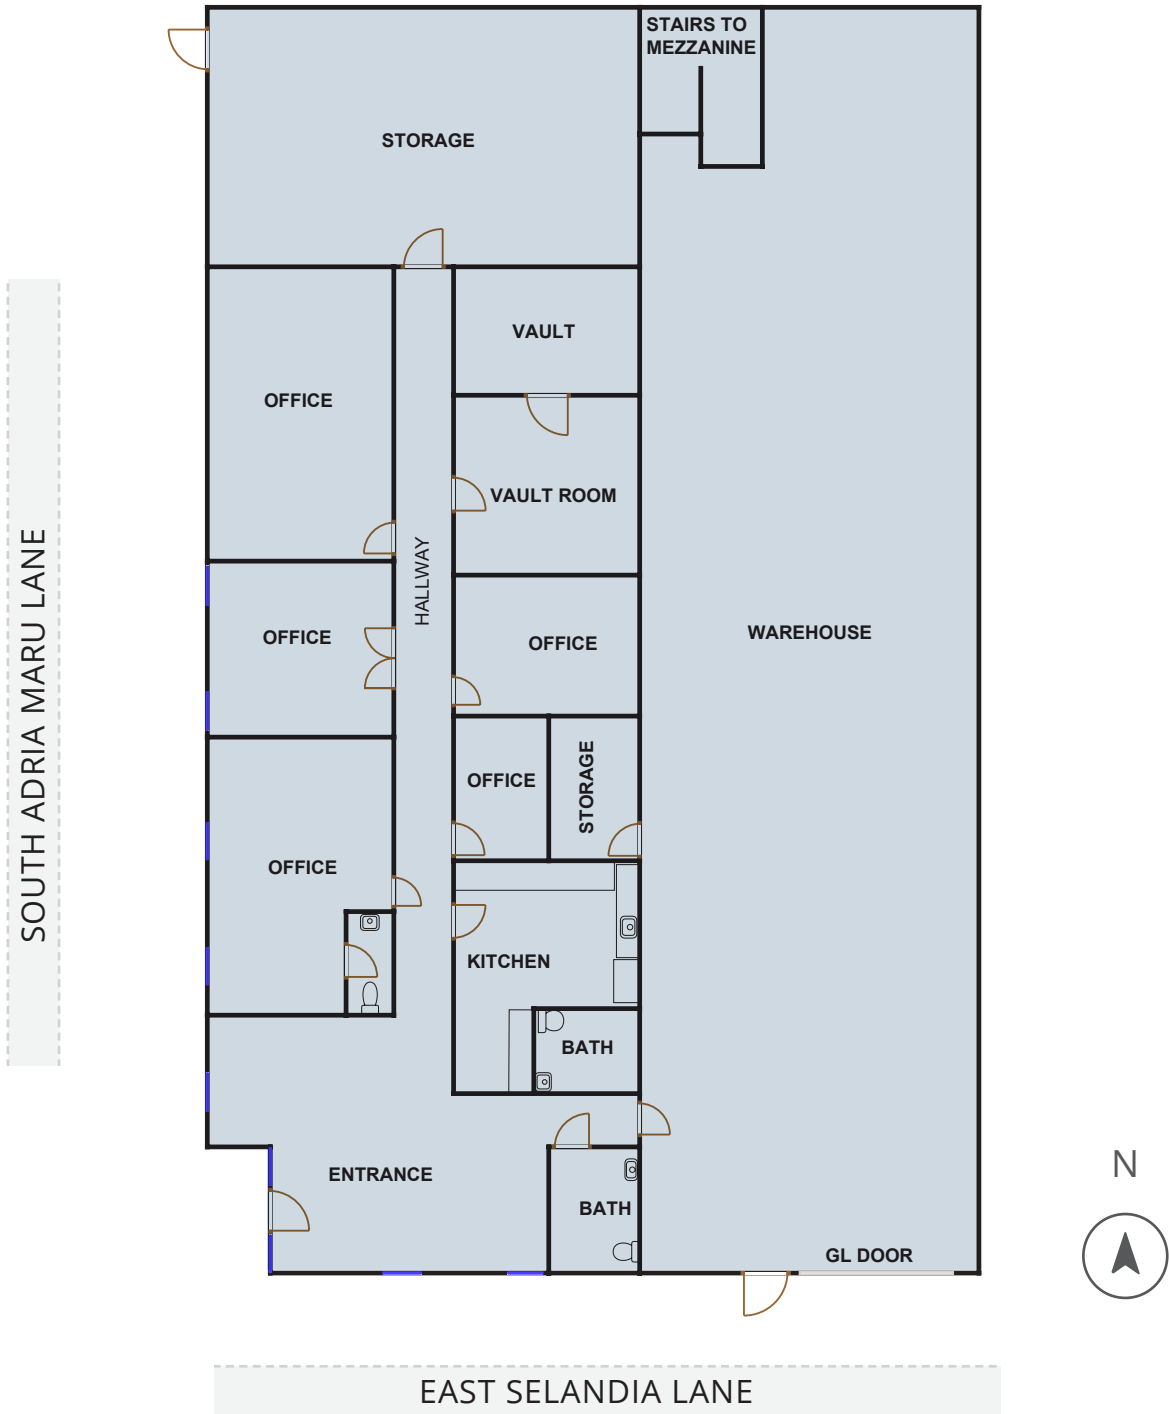 STAIRS TO
MEZZANINE
STORAGE
VAULT
OFFICE
VAULT ROOM
HALLWAY
OFFICE
OFFICE
WAREHOUSE
SOUTH ADRIA MARU LANE
OFFICE
STORAGE
OFFICE
KITCHEN
BATH
ENTRANCE
BATH
GL DOOR
N
EAST SELANDIA LANE